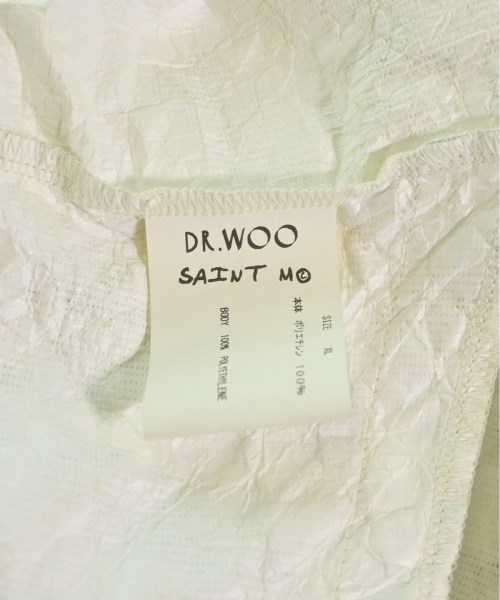 DR.WOO
SAINT M©
SIZE XL
本体 ポリエチレン 100%
BODY 100% POLYETHYLENE